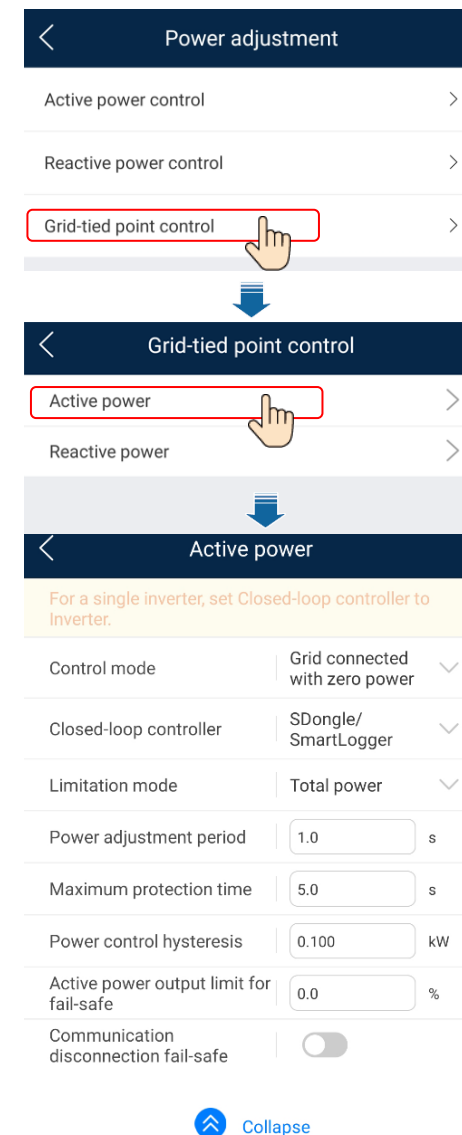 Power adjustment
Active power control
Reactive power control
Grid-tied point control
Grid-tied point control
Active power
Reactive power
Active power
For a single inverter, set Closed-loop controller to
Inverter.
Control mode
Grid connected
with zero power
Closed-loop controller
SDongle/
SmartLogger
Limitation mode
Total power
Power adjustment period
1.0
s
Maximum protection time
5.0
s
Power control hysteresis
0.100
kW
Active power output limit for
fail-safe
0.0
%
Communication
disconnection fail-safe
Collapse